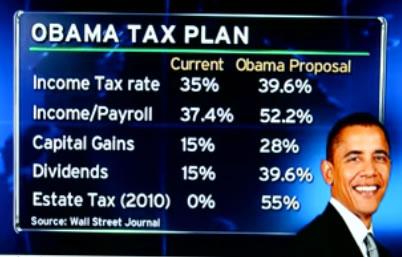 OBAMA TAX PLAN
Current Obama Proposal
Income Tax rate 35% 39.6%
Income/Payroll 37.4% 52.2%
Capital Gains 15% 28%
Dividends 15% 39.6%
Estate Tax (2010) 0% 55%
Source: Wall Street Journal